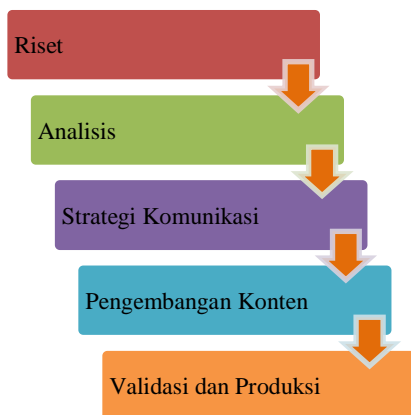 Riset
Analisis
Strategi Komunikasi
Pengembangan Konten
Validasi dan Produksi